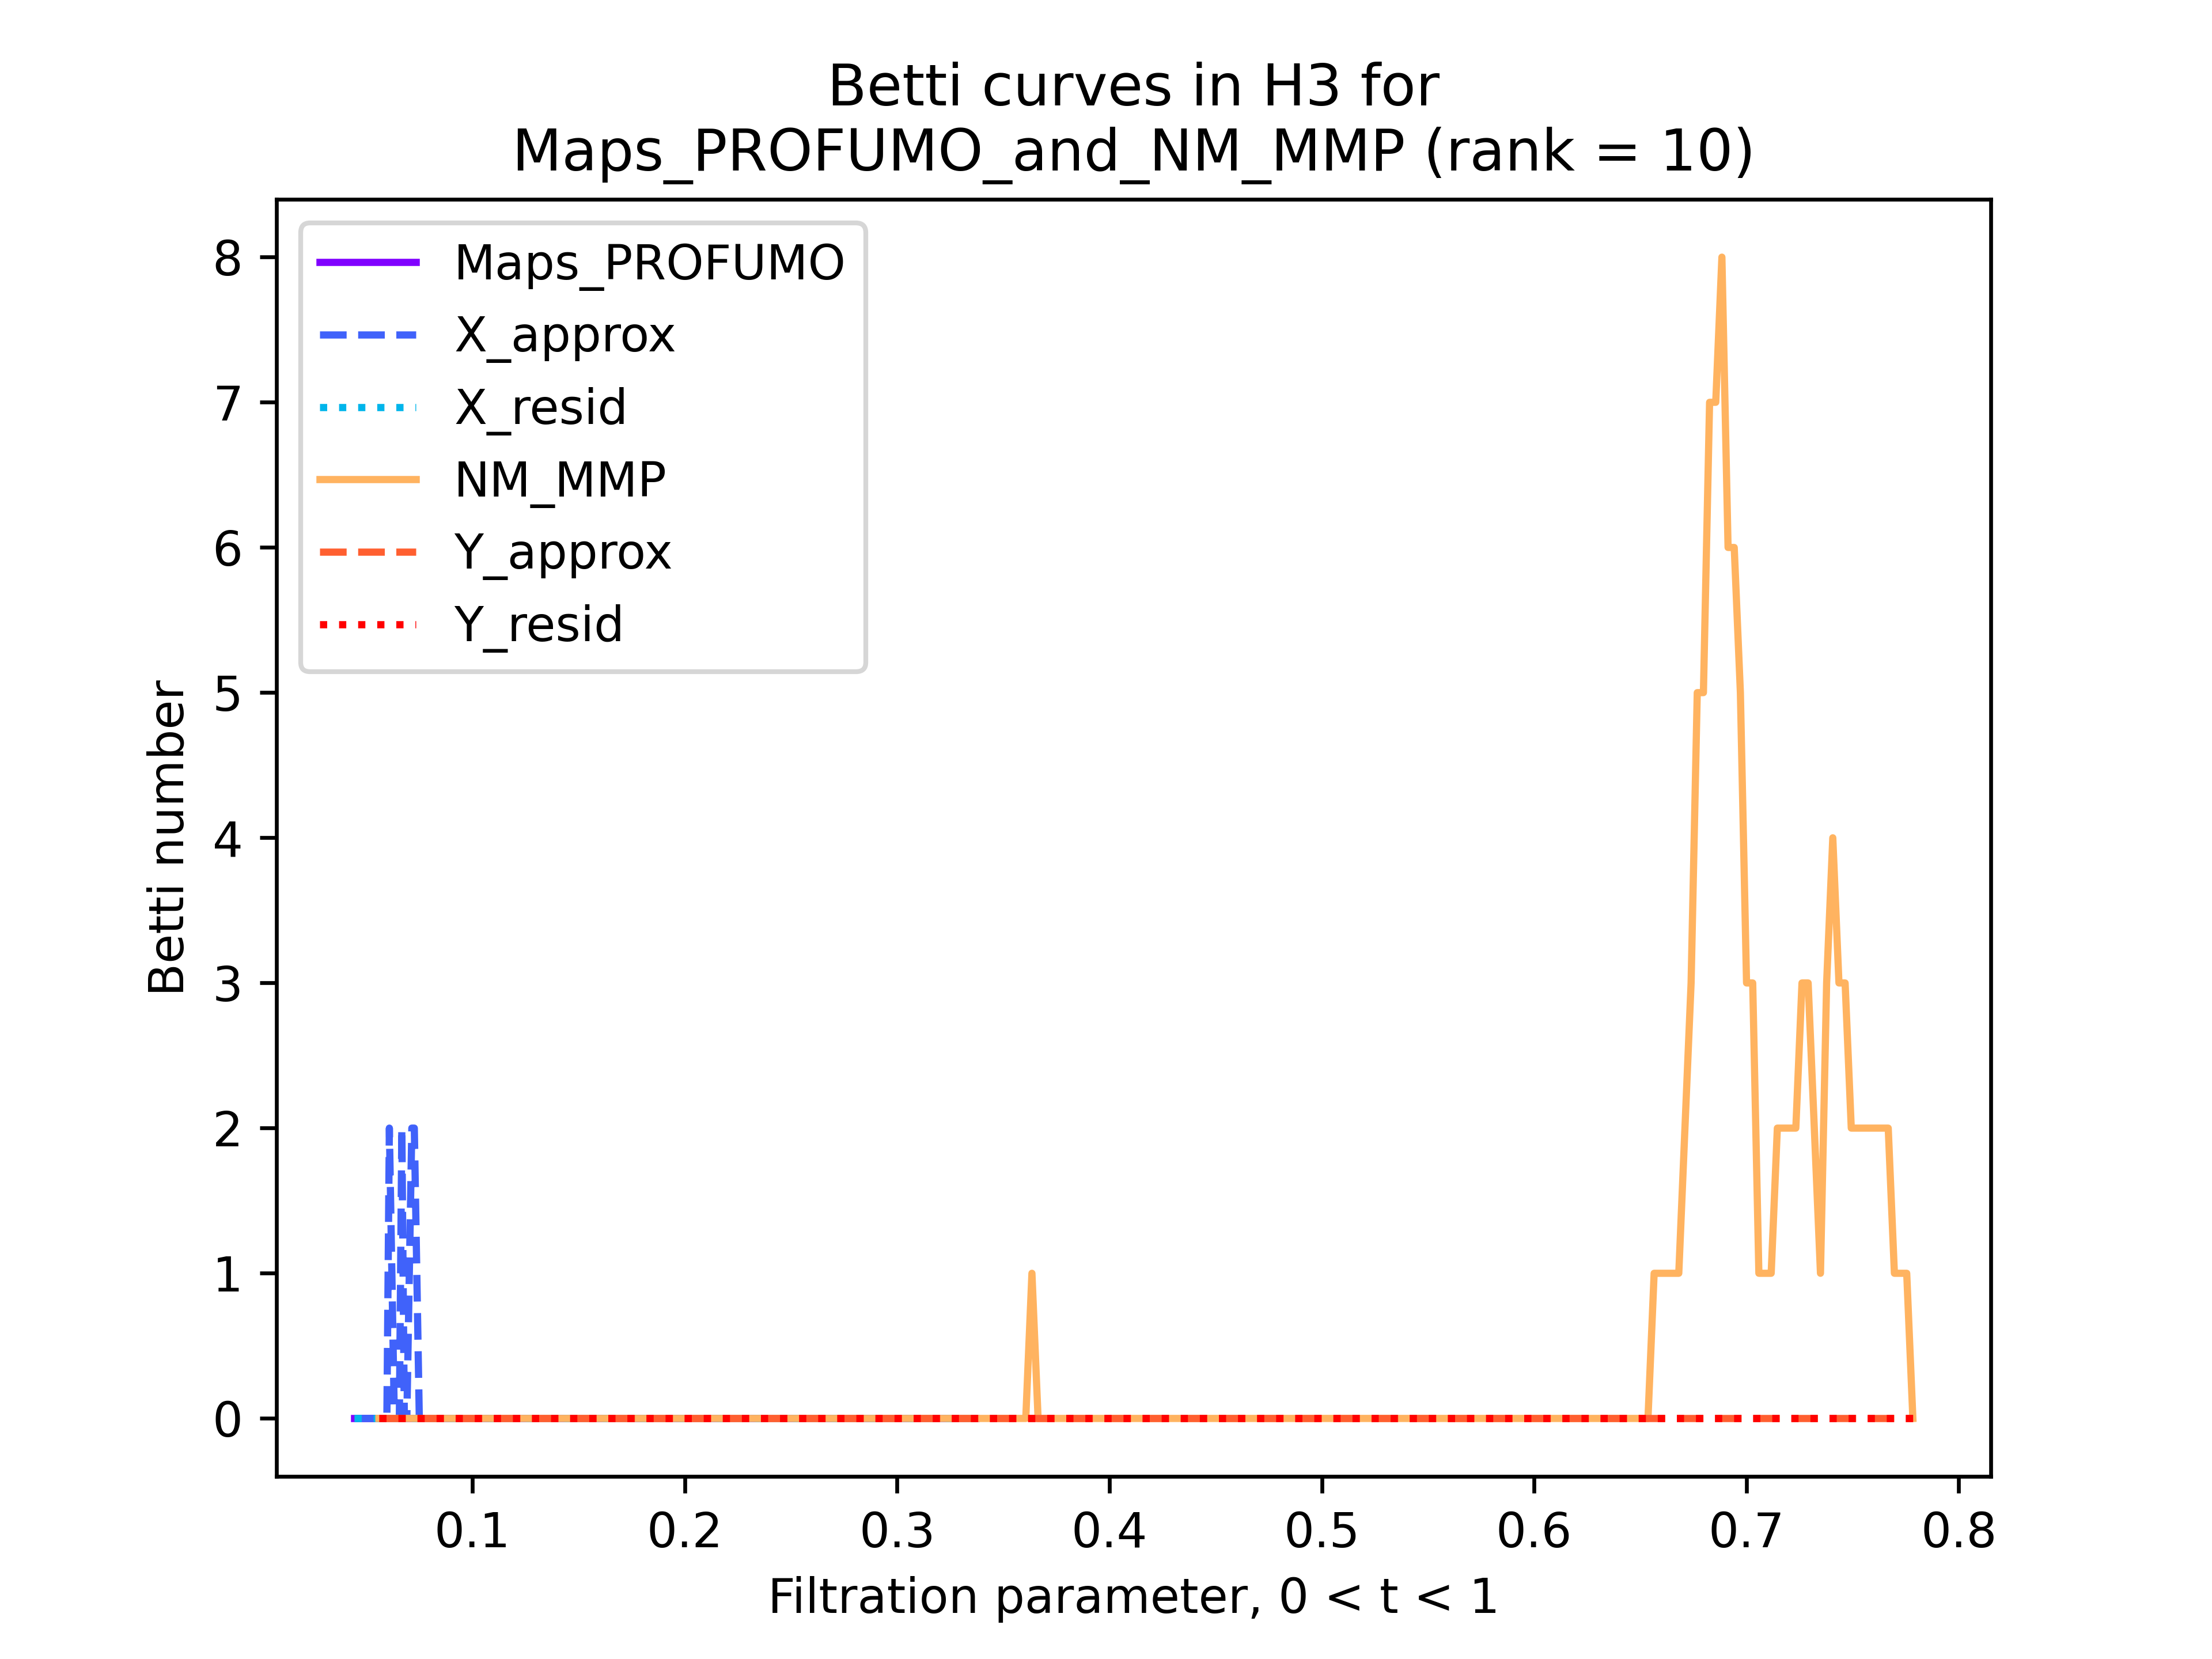 Betti curves in H3 for
Maps_PROFUMO_and_NM_MMP (rank = 10)
Maps_PROFUMO
X_approx
X_resid
NM_MMP
Y_approx
Y_resid
Betti number
8
7
6
5
4
3
2
1
0
0.1 0.2 0.3 0.4 0.5 0.6 0.7 0.8
Filtration parameter, 0 < t < 1